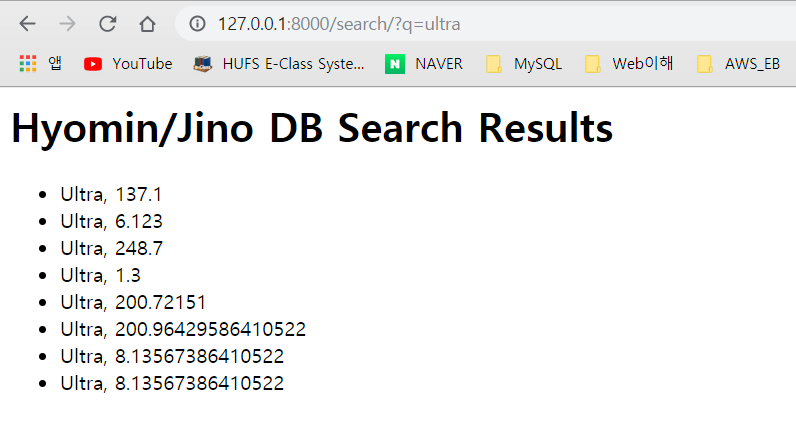 127.0.0.1:8000/search/?q=ultra
앱 YouTube HUFS E-Class Syste... N NAVER MySQL Web이해 AWS_EB
Hyomin/Jino DB Search Results
• Ultra, 137.1
• Ultra, 6.123
• Ultra, 248.7
• Ultra, 1.3
• Ultra, 200.72151
• Ultra, 200.96429586410522
• Ultra, 8.13567386410522
• Ultra, 8.13567386410522